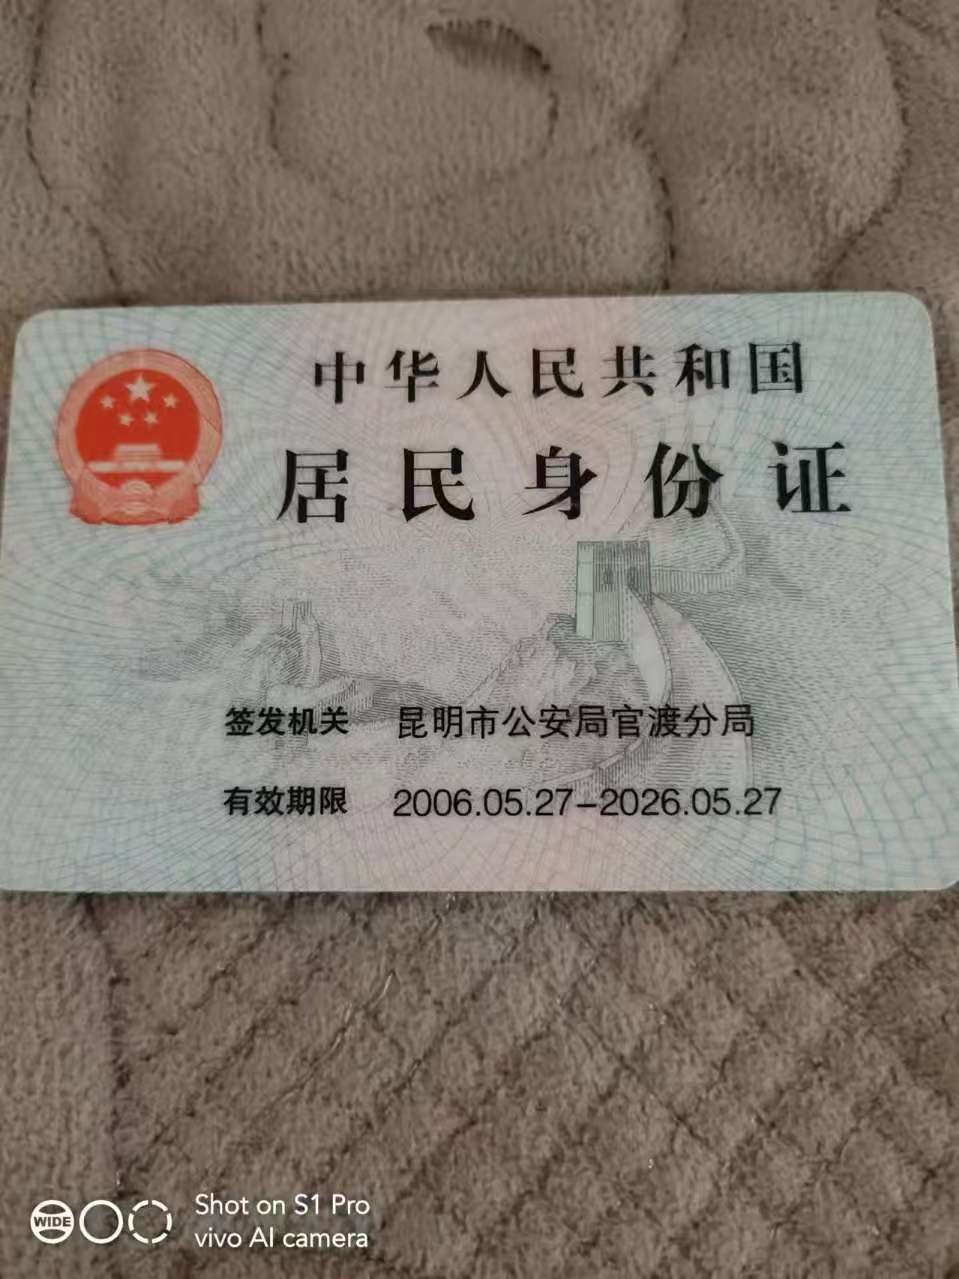 中华人民共和国
居民身份证
签发机关 昆明市公安局官渡分局
有效期限 2006.05.27-2026.05.27
WIDE
Shot on S1 Pro
vivo AI camera